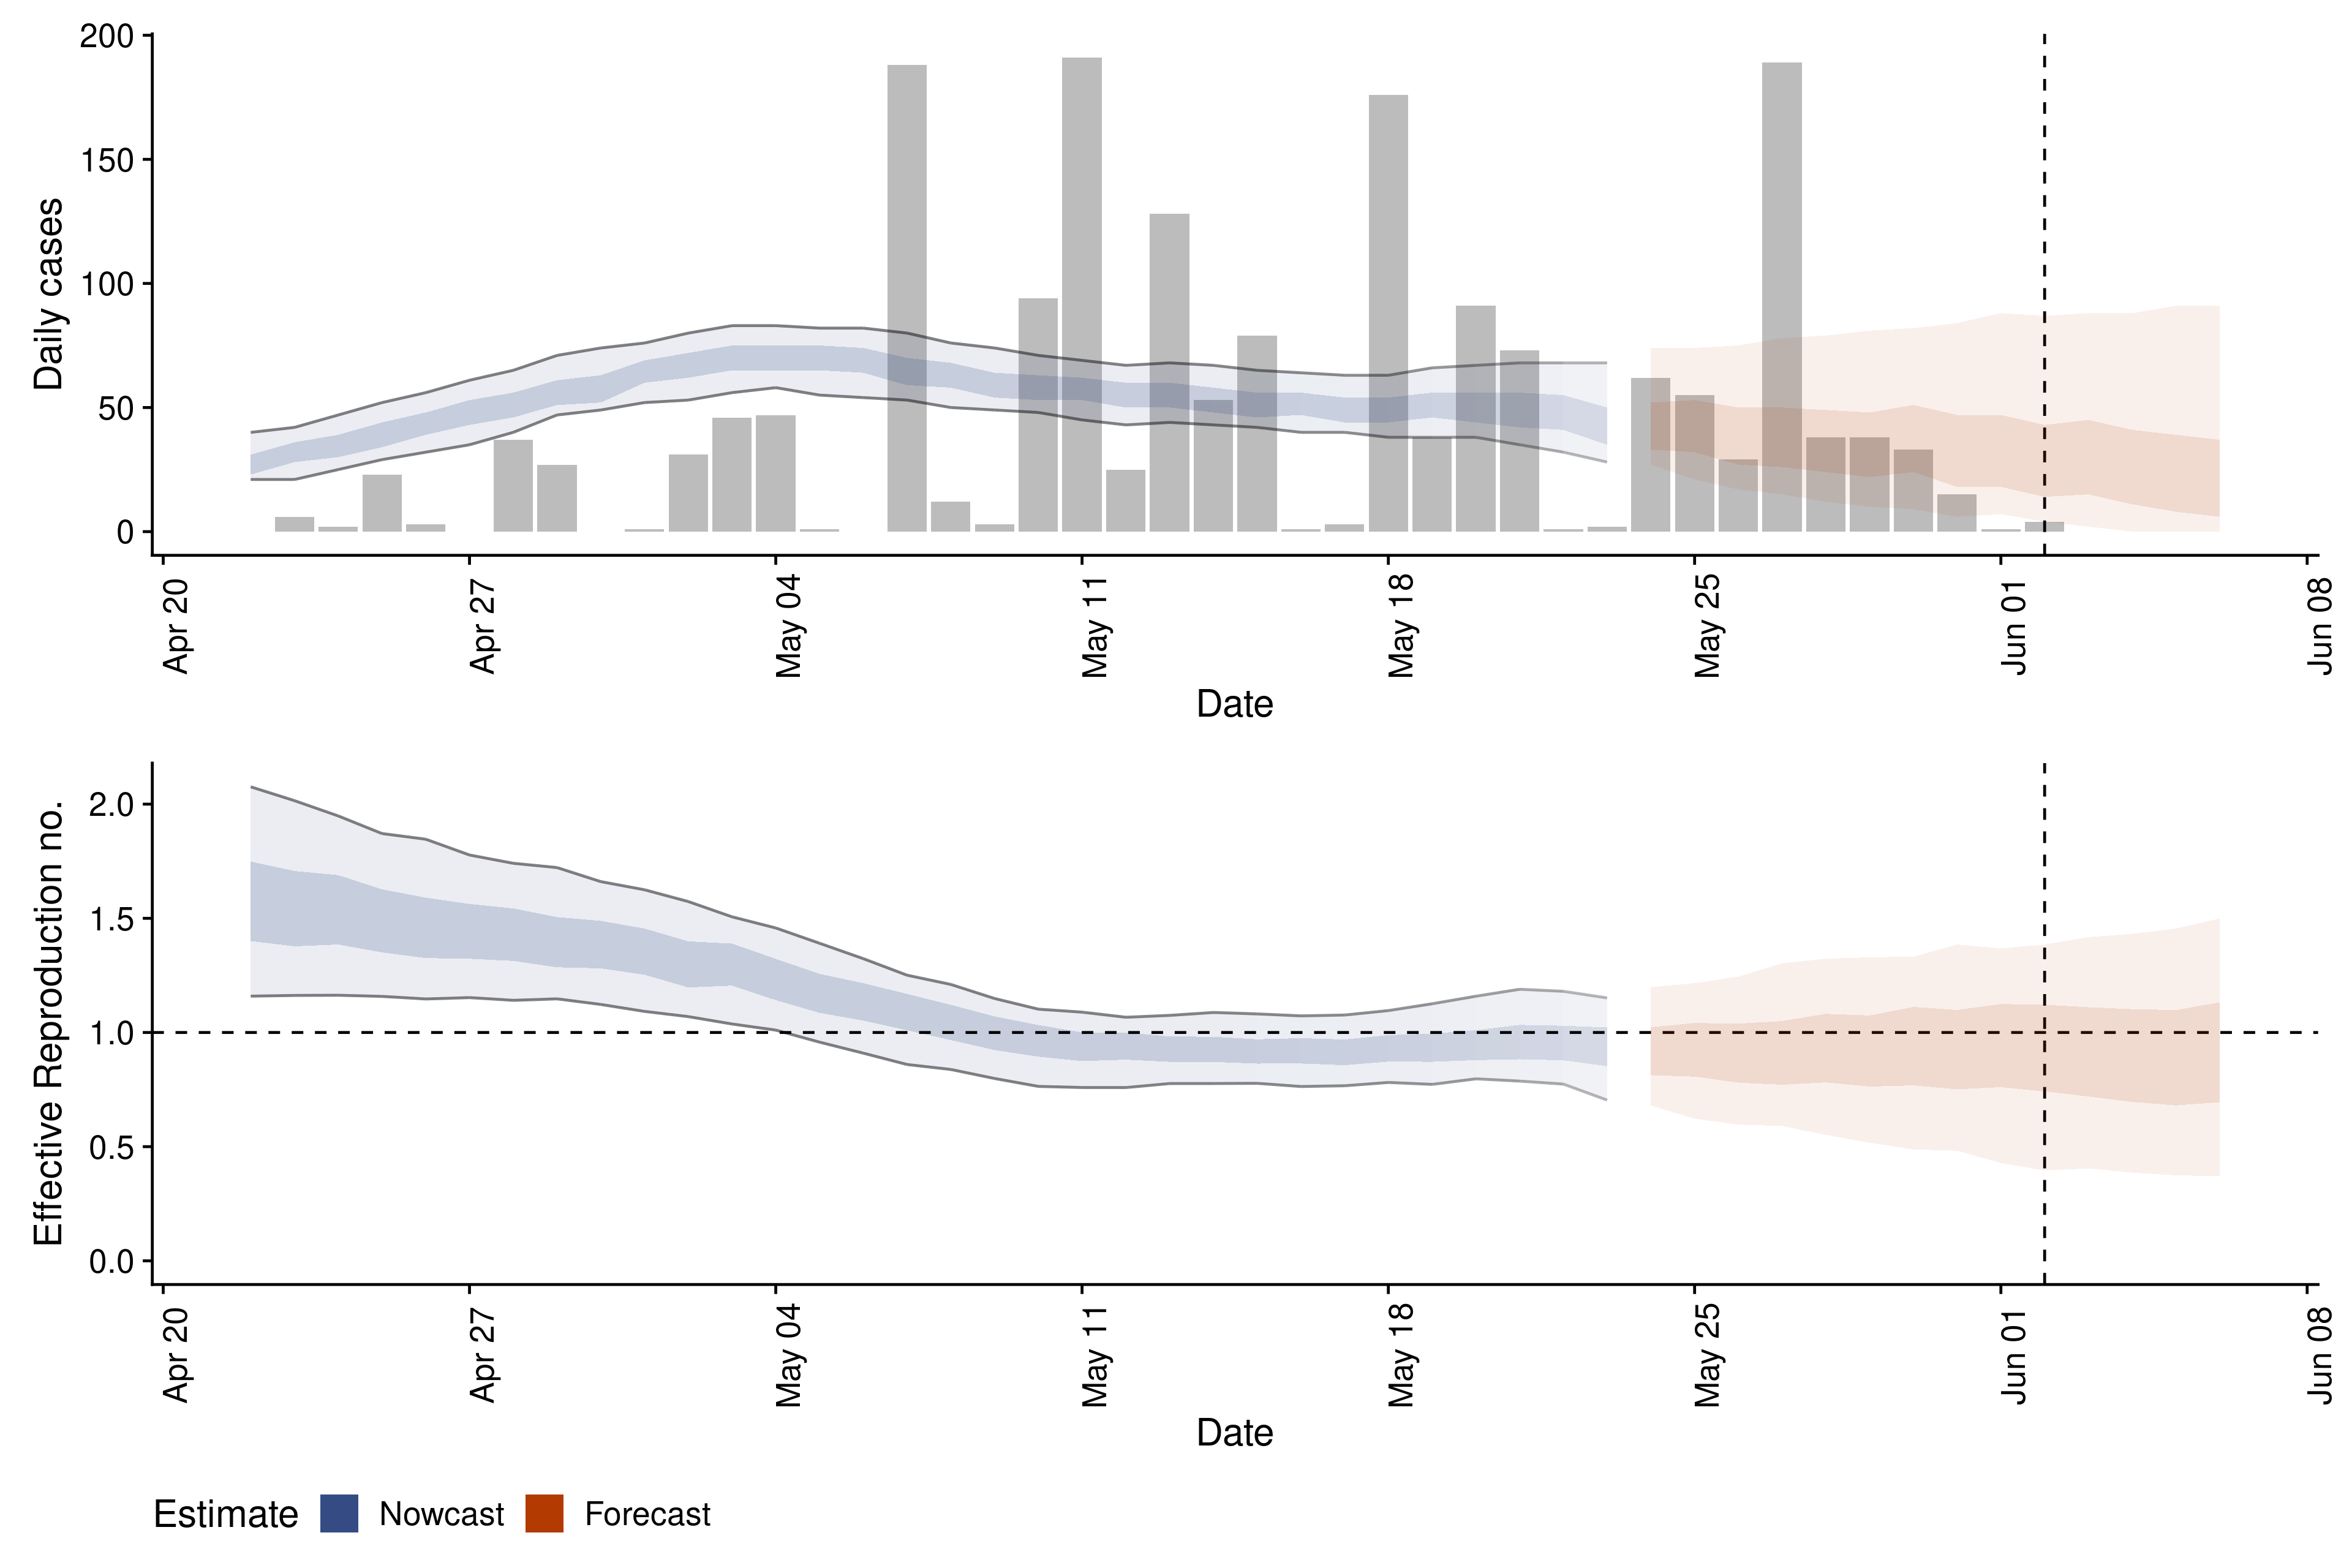 200
150
100
50
0
Daily cases
Apr 20
Apr 27
May 04
May 11
May 18
May 25
Jun 01
Jun 08
Date
2.0
1.5
1.0
0.5
0.0
Effective Reproduction no.
Apr 20
Apr 27
May 04
May 11
May 18
May 25
Jun 01
Jun 08
Date
Estimate Nowcast Forecast